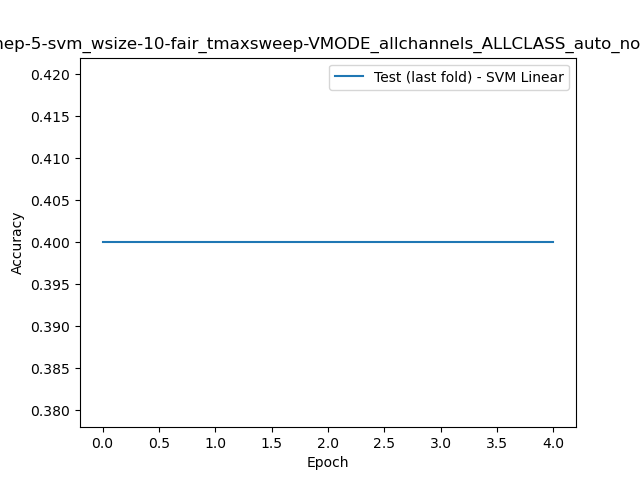 nep-5-svm_wsize-10-fair_tmaxsweep-VMODE_allchannels_ALLCLASS_auto_no
Test (last fold) - SVM Linear
0.420
0.415
0.410
0.405
0.400
0.395
0.390
0.385
0.380
Accuracy
0.0 0.5 1.0 1.5 2.0 2.5 3.0 3.5 4.0
Epoch